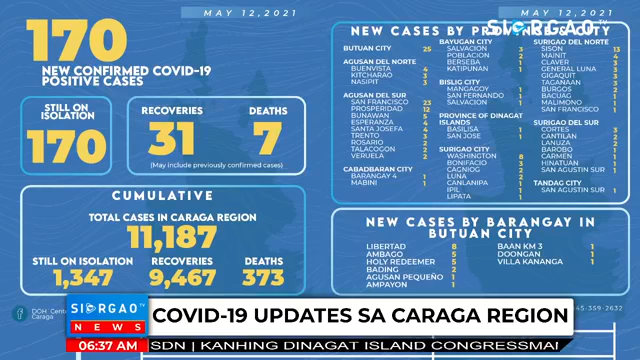 MAY 12,2021
170
NEW CONFIRMED COVID-19
POSITIVE CASES
STILL ON
ISOLATION
170
RECOVERIES
31
DEATHS
7
(May include previously confirmed cases)
CUMULATIVE
TOTAL CASES IN CARAGA REGION
11,187
STILL ON ISOLATION
1,347
RECOVERIES
9,467
DEATHS
373
MAY 12,2021
SIARGAO TV
NEW CASES BY PROVINCE & CITY
BUTUAN CITY 25
AGUSAN DEL NORTE
BUENVISTA 4
KITCHARAO 3
NASIPIT 3
AGUSAN DEL SUR
SAN FRANCISCO 23
PROSPERIDAD 12
BUNAWAN 5
ESPERANZA 4
SANTA JOSEFA 4
TRENTO 3
ROSARIO 2
TALACOGON 2
VERUELA 2
CABADBARAN CITY
BARANGAY 4 1
MABINI 1
BAYUGAN CITY
SALVACION 3
POBLACION 2
BERSEBA 1
KATIPUNAN 1
BISLIG CITY
MANGAGOY 1
SAN FERNANDO 1
SALVACION 1
PROVINCE OF DINAGAT
ISLANDS
BASILISA 1
SAN JOSE 1
SURIGAO CITY
WASHINGTON 8
BONIFACIO 3
CAGNIOG 2
LUNA 2
CANLANIPA 1
IPIL 1
LIPATA 1
SURIGAO DEL NORTE
SISON 13
MAINIT 4
CLAVER 3
GENERAL LUNA 3
GIGAQUIT 3
TAGANAAN 3
BURGOS 2
BACUAG 1
MALIMONO 1
SAN FRANCISCO 1
SURIGAO DEL SUR
CORTES 3
CANTILAN 2
LANUZA 2
BAROBO 1
CARMEN 1
HINATUAN 1
SAN AGUSTIN SUR 1
TANDAG CITY
SAN AGUSTIN SUR 1
NEW CASES BY BARANGAY IN
BUTUAN CITY
LIBERTAD 8
AMBAGO 5
HOLY REDEEMER 5
BADING 2
AGUSAN PEQUEÑO 1
AMPAYON 1
BAAN KM 3 1
DOONGAN 1
VILLA KANANGA 1
DOH
Caraga
45-359-2632
SIARGAO TV
NEWS
COVID-19 UPDATES SA CARAGA REGION
06:37 AM
SDN | KANHING DINAGAT ISLAND CONGRESSMAI